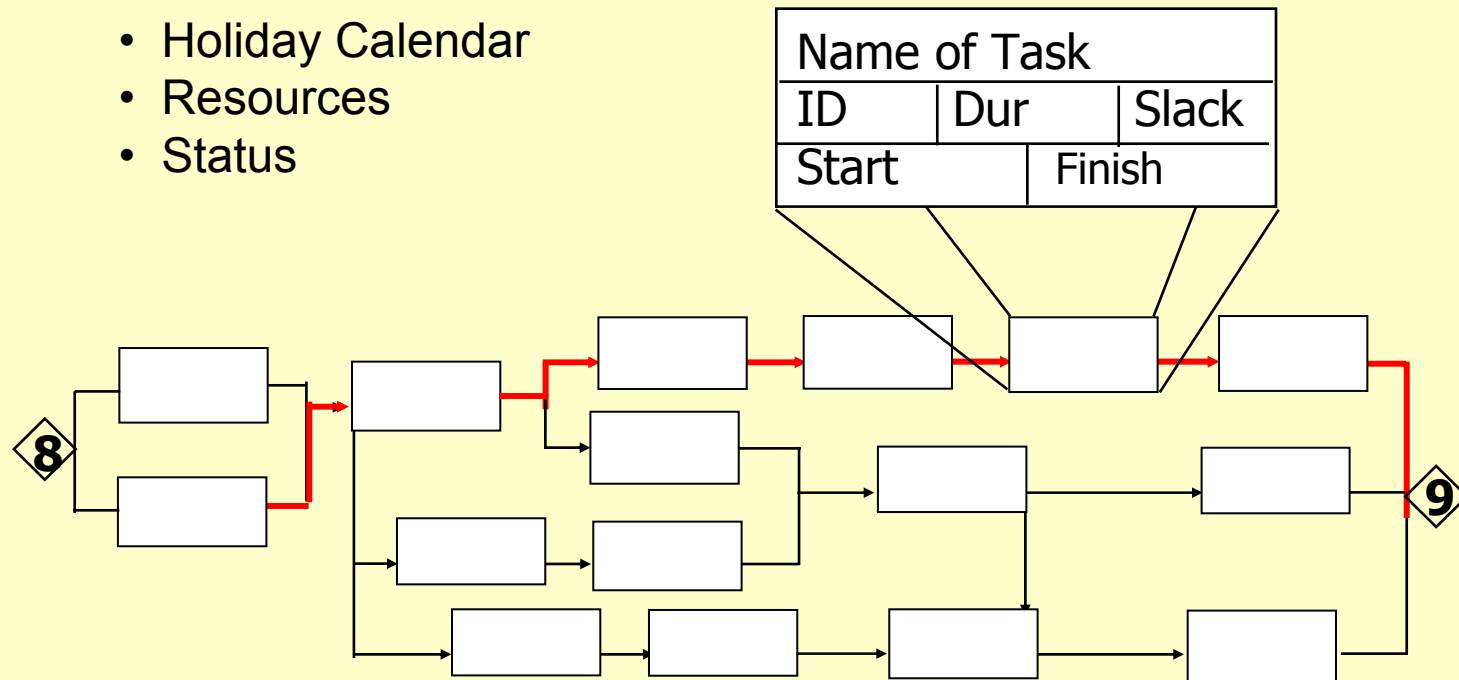 • Holiday Calendar
• Resources
• Status
Name of Task
ID Dur Slack
Start Finish
8
9